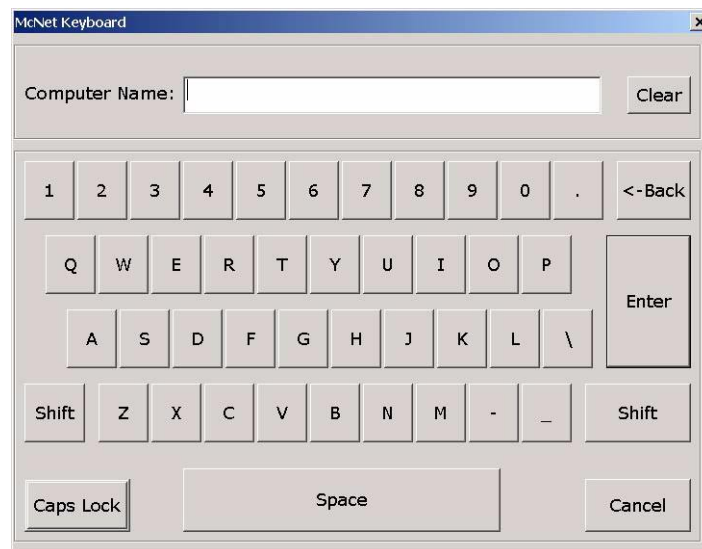 McNet Keyboard
Computer Name: Clear
1 2 3 4 5 6 7 8 9 0 . <-Back
Q W E R T Y U I O P
Enter
A S D F G H J K L \
Shift Z X C V B N M - _ Shift
Caps Lock Space Cancel